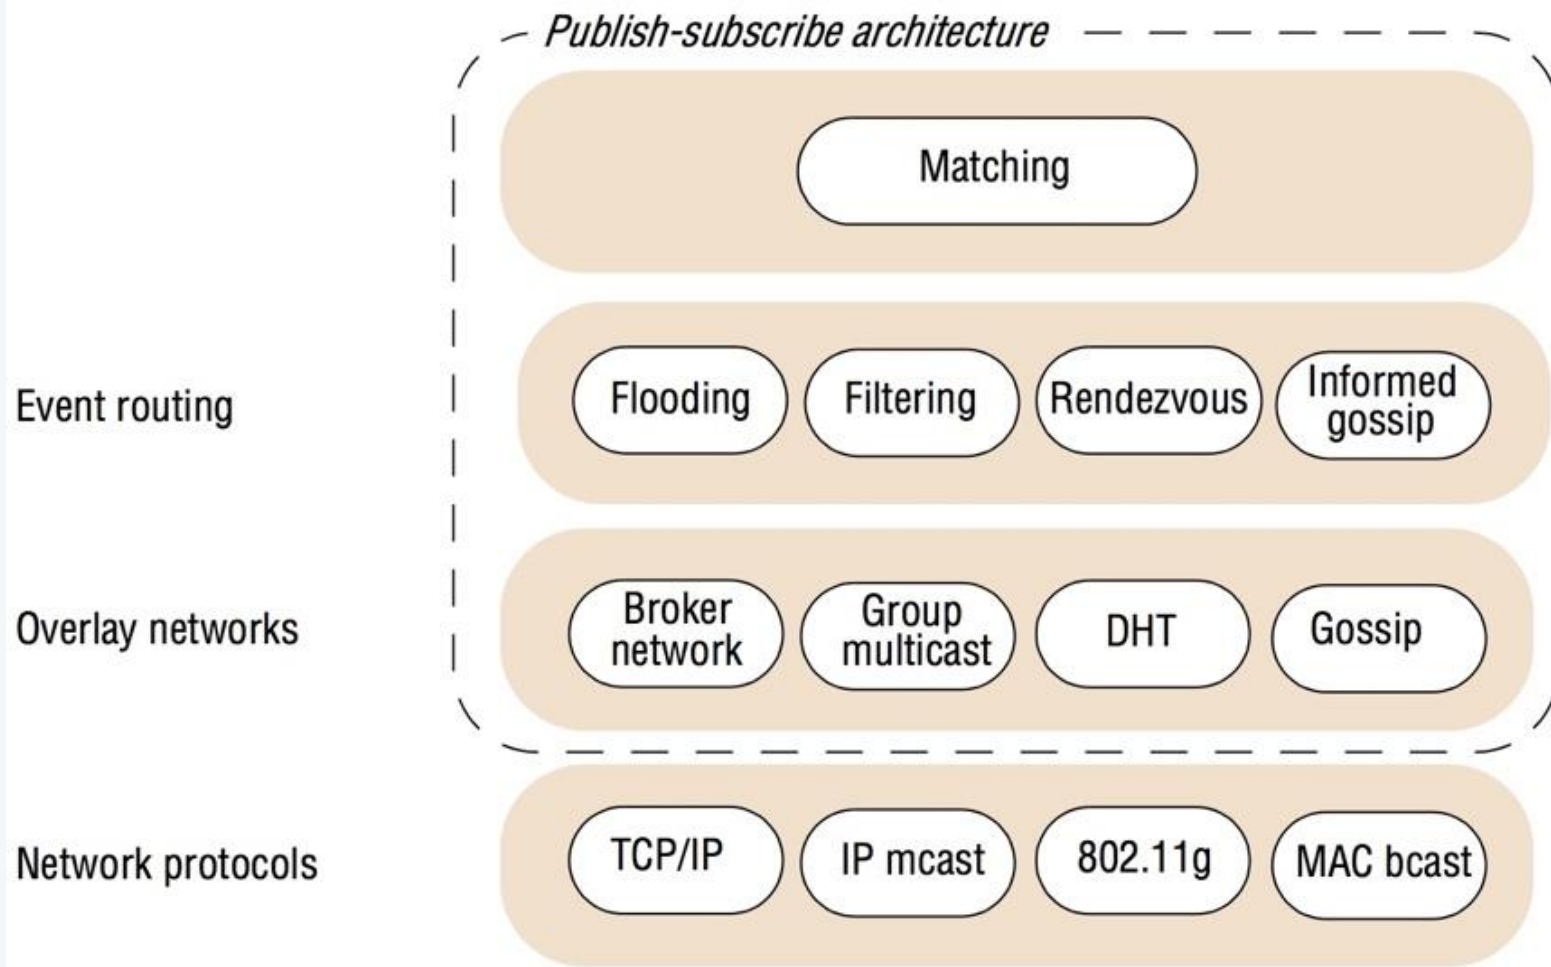 Publish-subscribe architecture
Matching
Event routing
Flooding
Filtering
Rendezvous
Informed
gossip
Overlay networks
Broker
network
Group
multicast
DHT
Gossip
Network protocols
TCP/IP
IP mcast
802.11g
MAC bcast